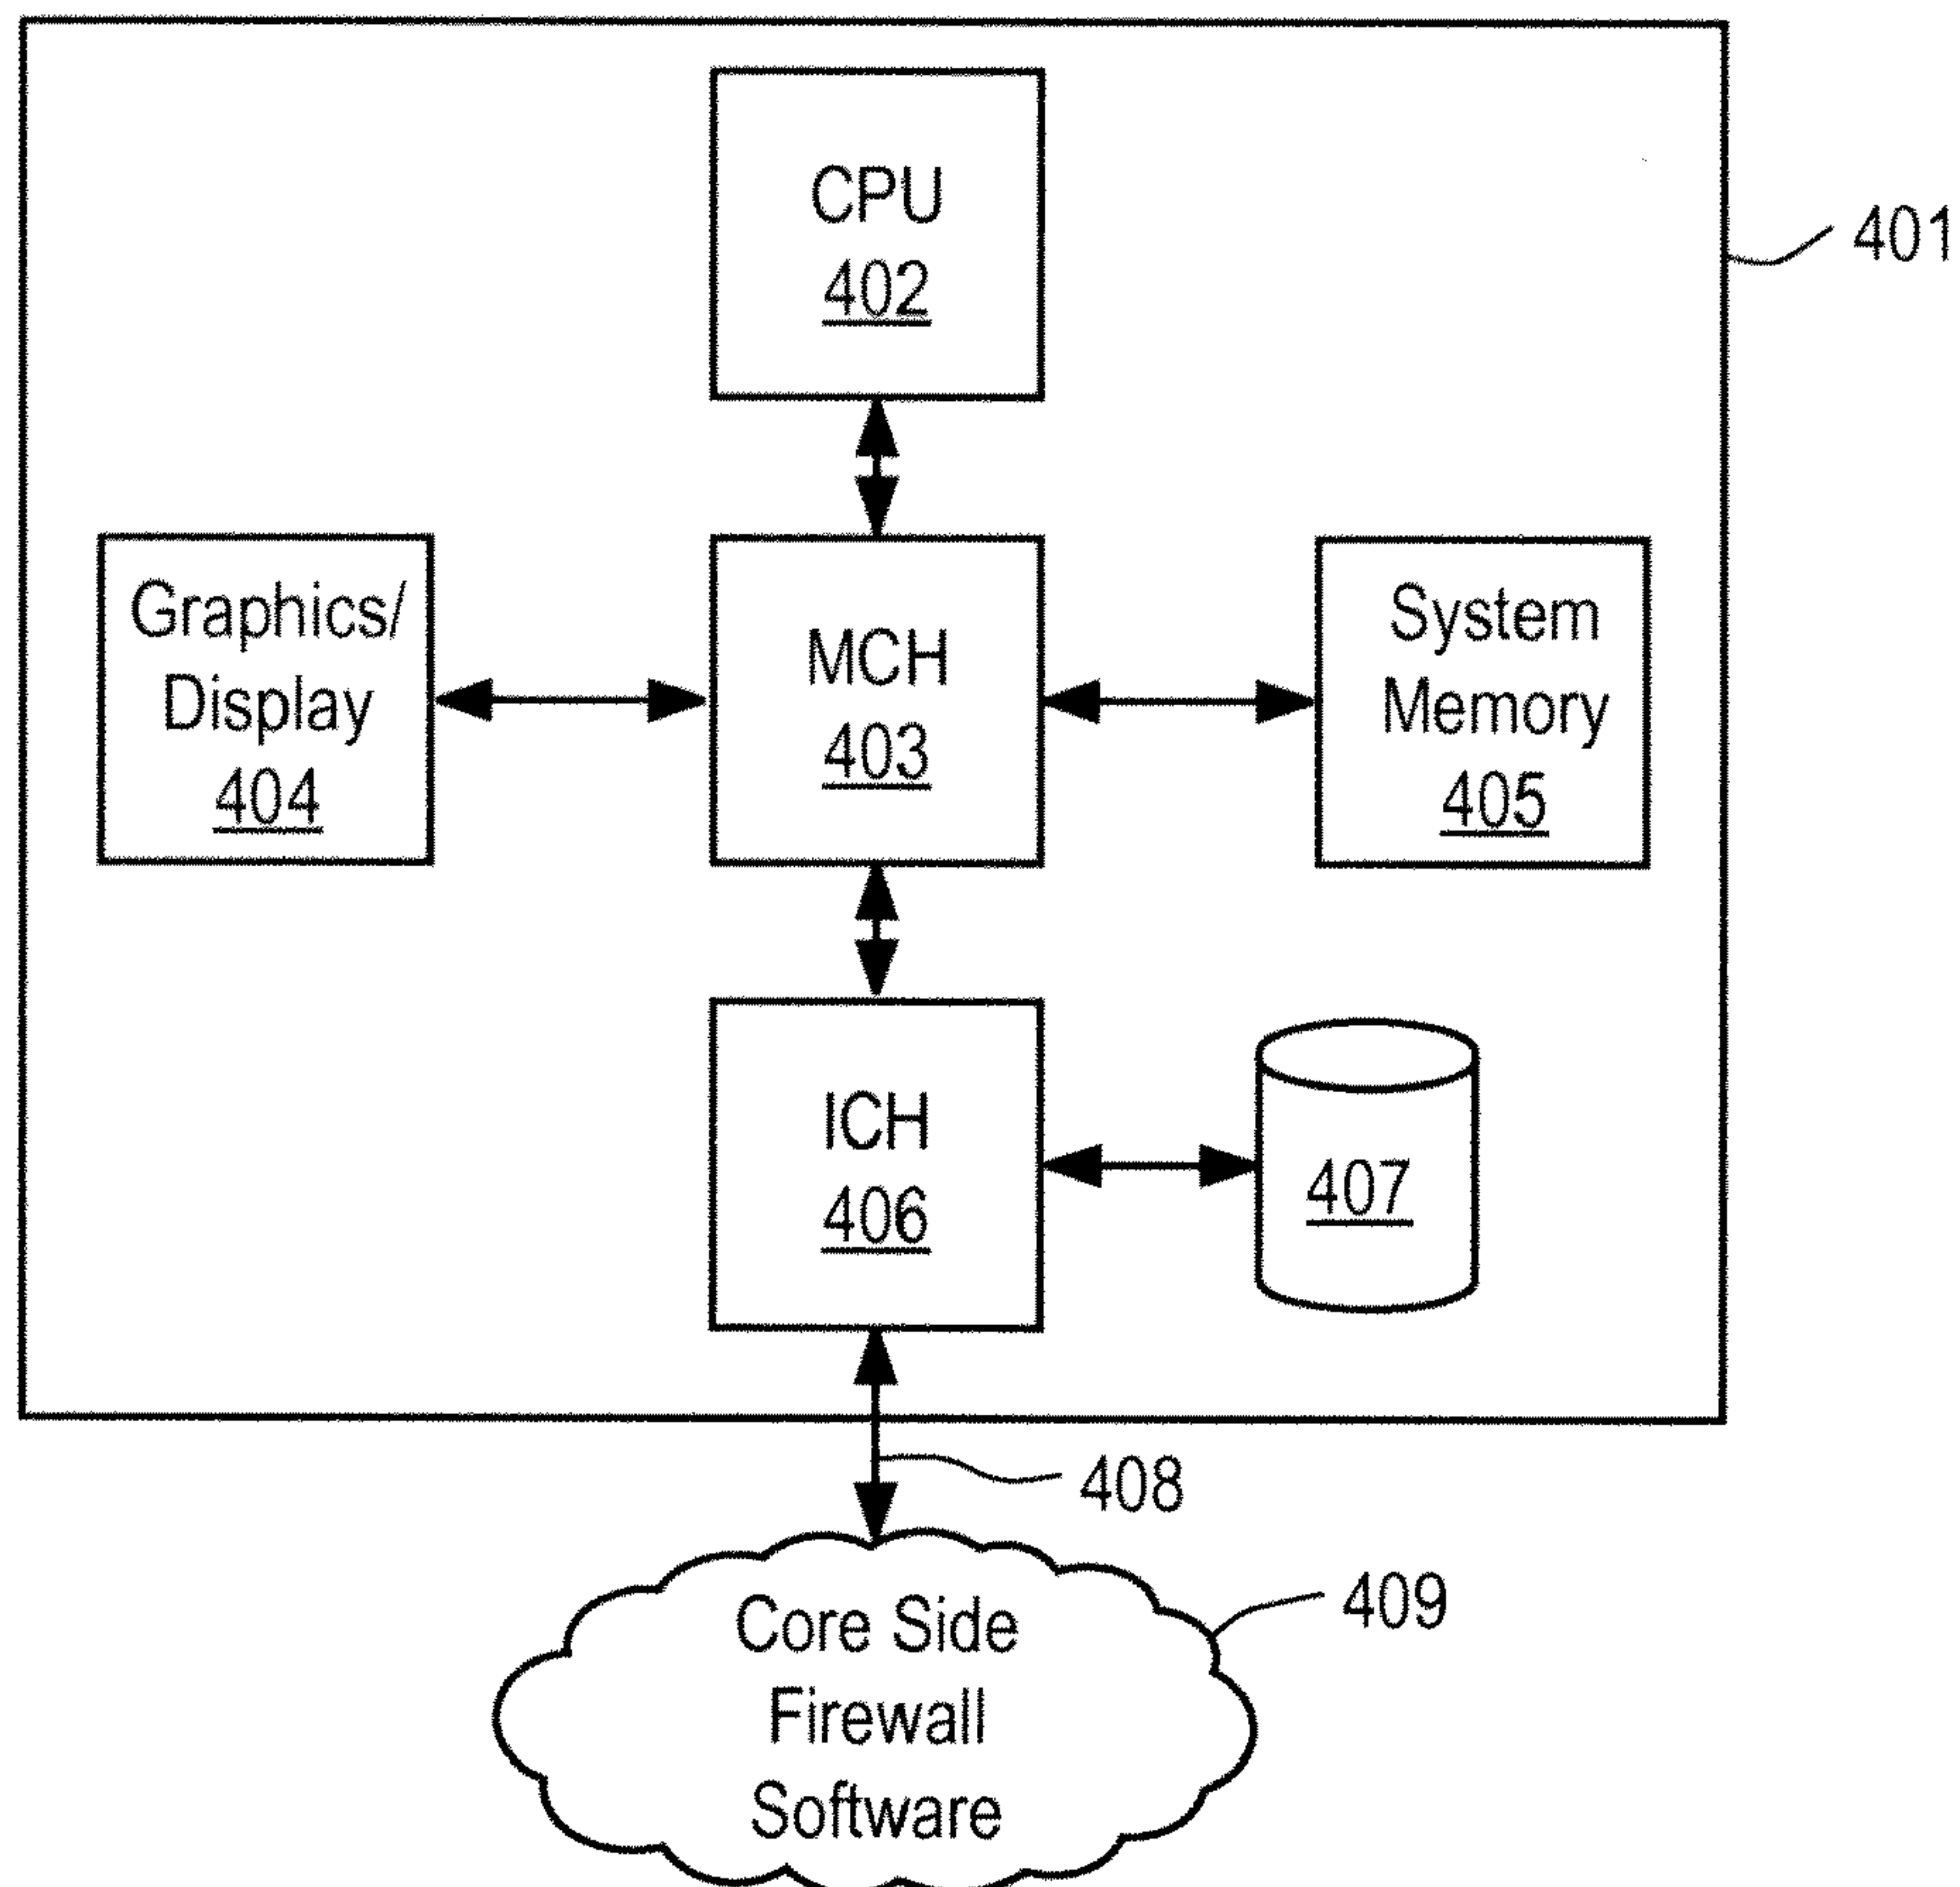 CPU
402
401
Graphics/
Display
404
MCH
403
System
Memory
405
ICH
406
407
408
409
Core Side
Firewall
Software